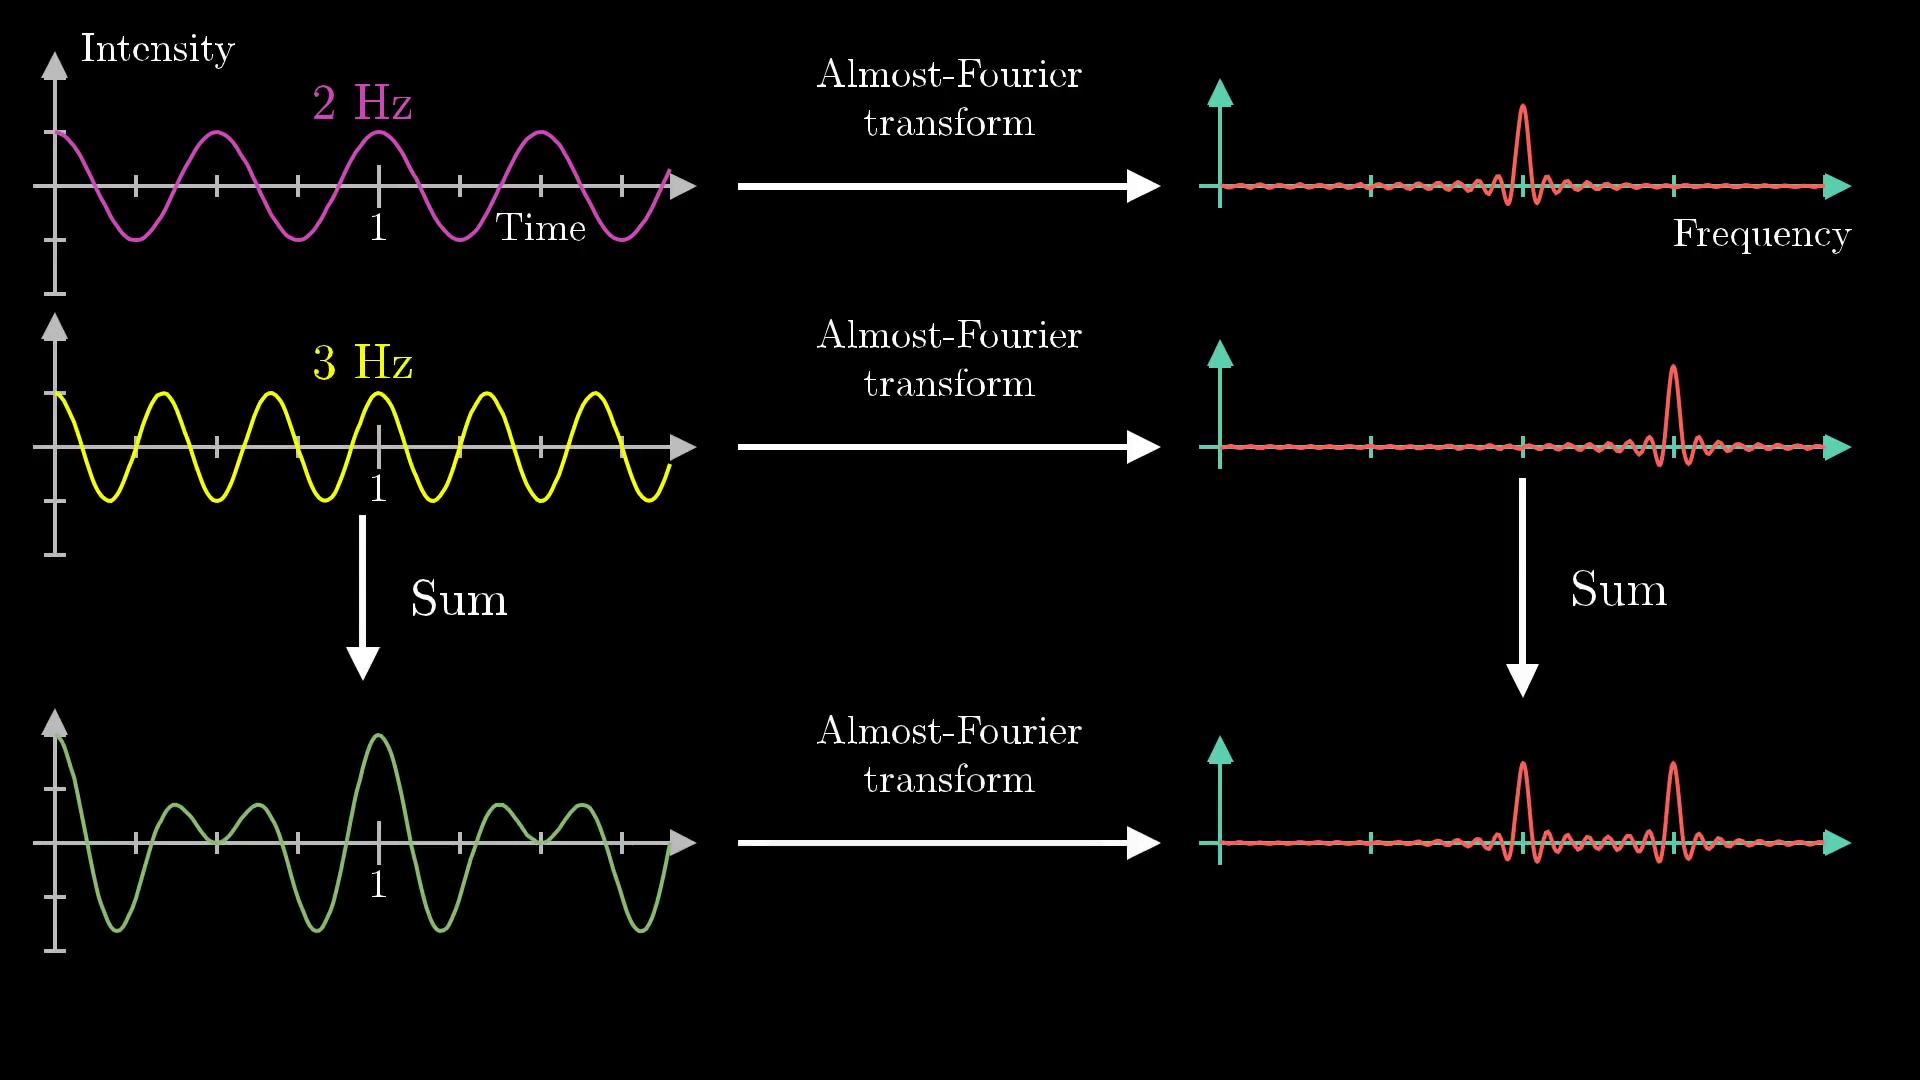 Intensity
2 Hz
Almost-Fourier
transform
1
Time
Frequency
3 Hz
Almost-Fourier
transform
1
Sum
Sum
Almost-Fourier
transform
1